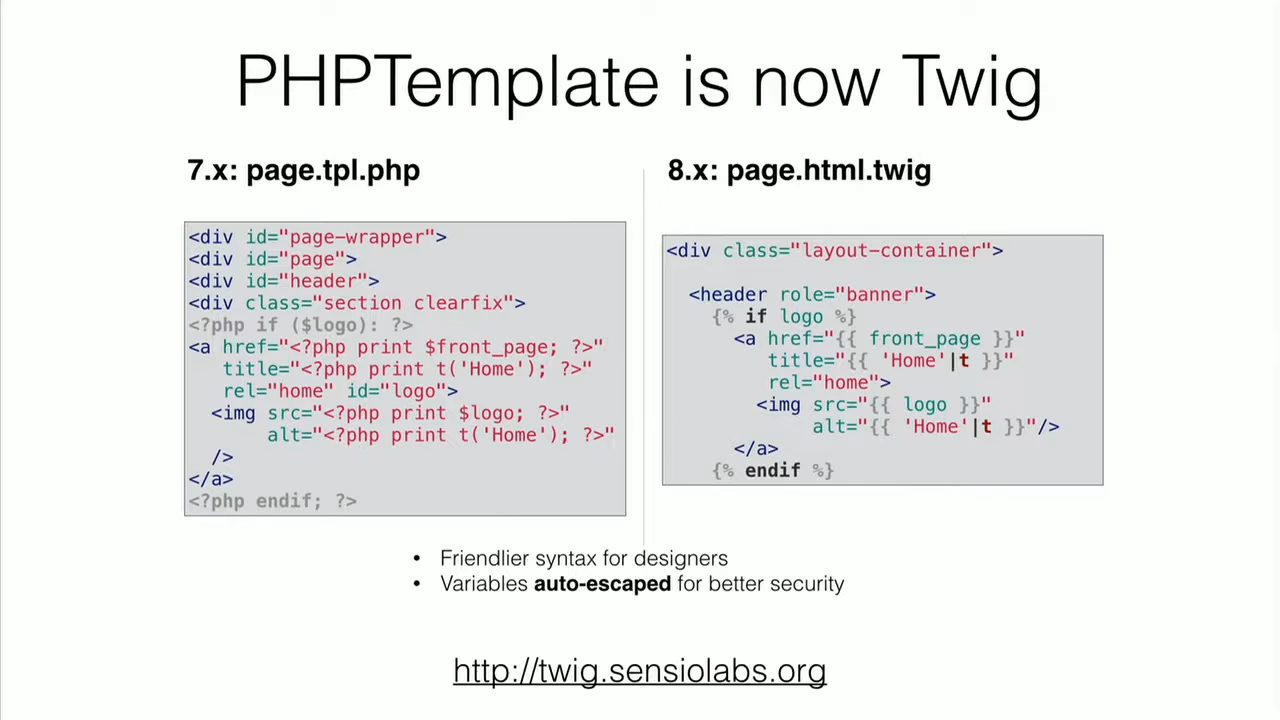 PHPTemplate is now Twig
7.x: page.tpl.php
<div id="page-wrapper">
<div id="page">
<div id="header">
<div class="section clearfix">
<?php if ($logo): ?>
<a href="<?php print $front_page; ?>"
   title="<?php print t('Home'); ?>"
   rel="home" id="logo">
  <img src="<?php print $logo; ?>"
       alt="<?php print t('Home'); ?>"
  />
</a>
<?php endif; ?>
8.x: page.html.twig
<div class="layout-container">
  <header role="banner">
    {% if logo %}
      <a href="{{ front_page }}"
         title="{{ 'Home'|t }}"
         rel="home">
        <img src="{{ logo }}"
             alt="{{ 'Home'|t }}"/>
      </a>
    {% endif %}
• Friendlier syntax for designers
• Variables auto-escaped for better security
http://twig.sensiolabs.org